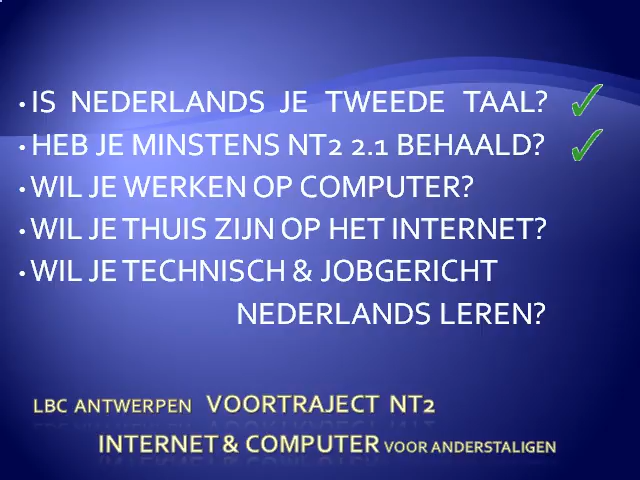 • IS NEDERLANDS JE TWEEDE TAAL? ✓
• HEB JE MINSTENS NT2 2.1 BEHAALD? ✓
• WIL JE WERKEN OP COMPUTER?
• WIL JE THUIS ZIJN OP HET INTERNET?
• WIL JE TECHNISCH & JOBGERICHT
NEDERLANDS LEREN?
LBC ANTWERPEN VOORTRAJECT NT2
INTERNET & COMPUTER VOOR ANDERSTALIGEN